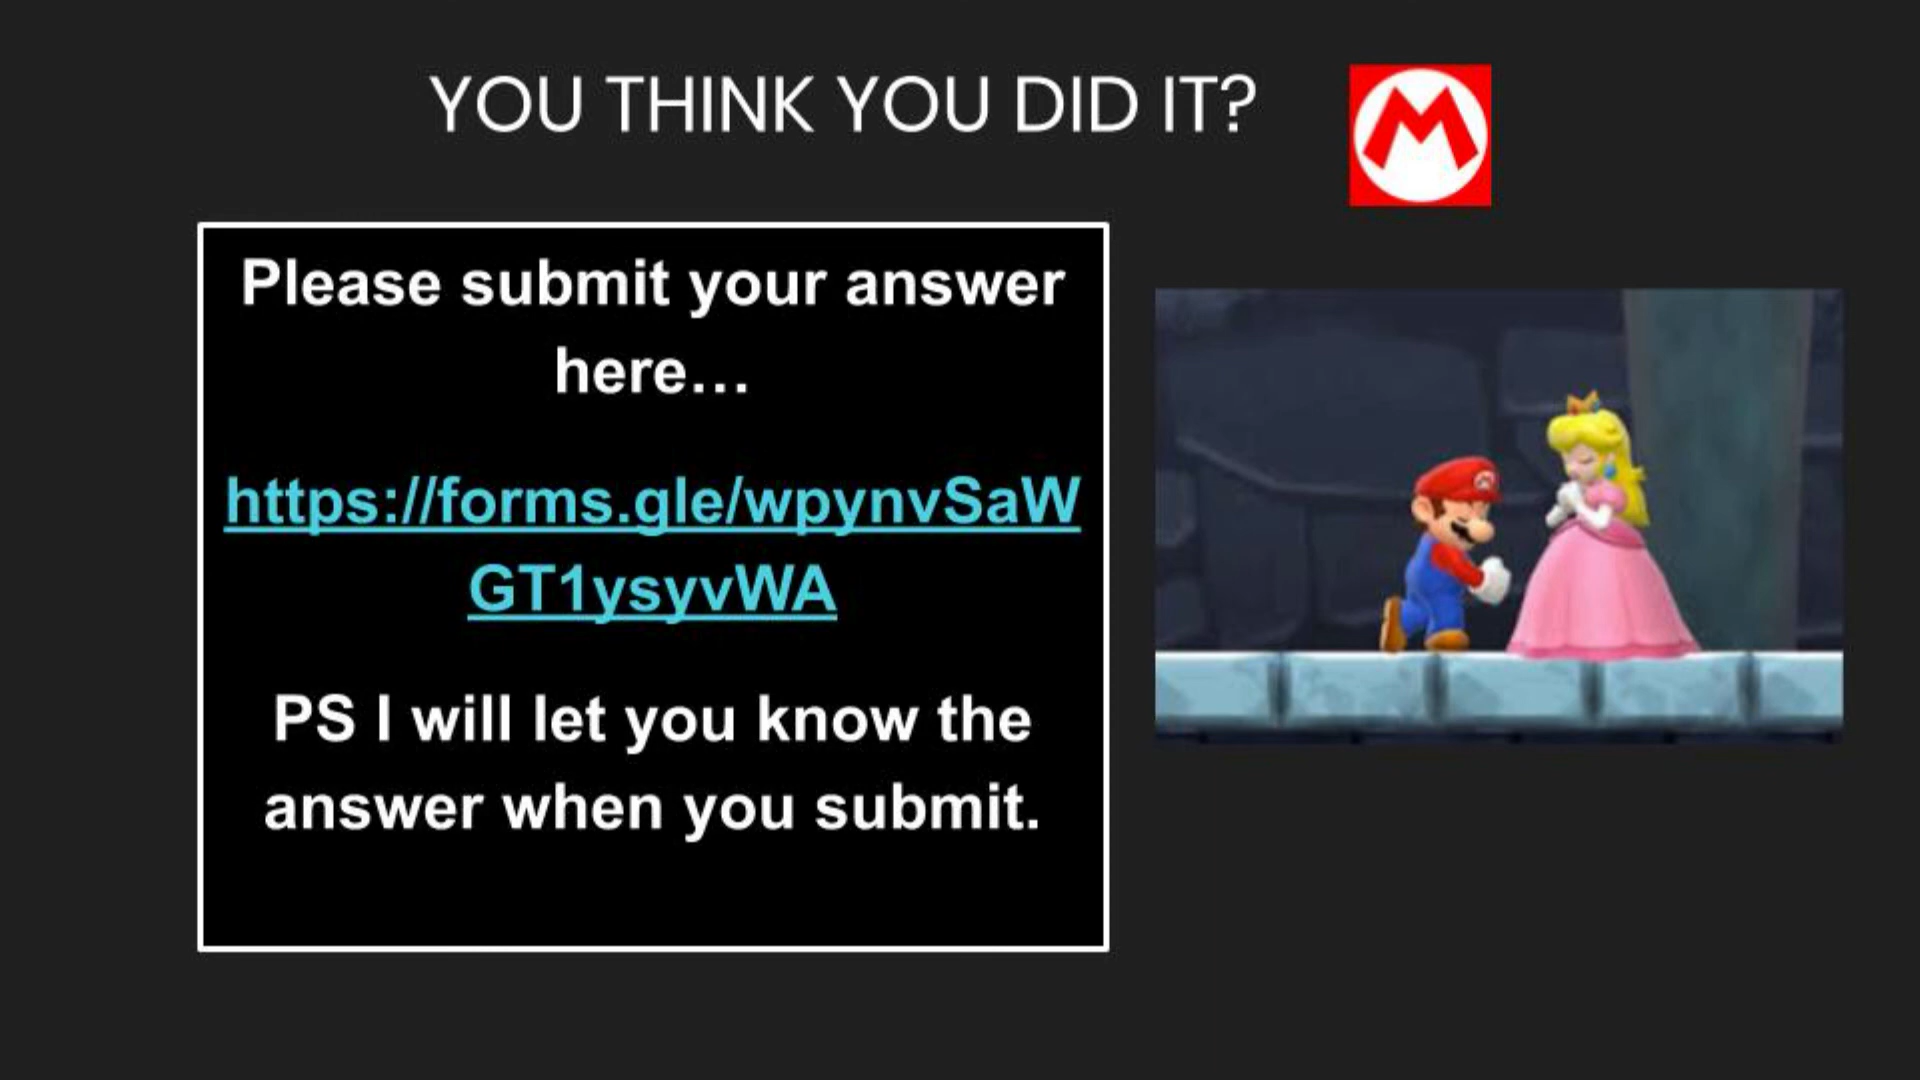 YOU THINK YOU DID IT?
M
Please submit your answer
here…
https://forms.gle/wpynvSaW
GT1ysyvWA
PS I will let you know the
answer when you submit.